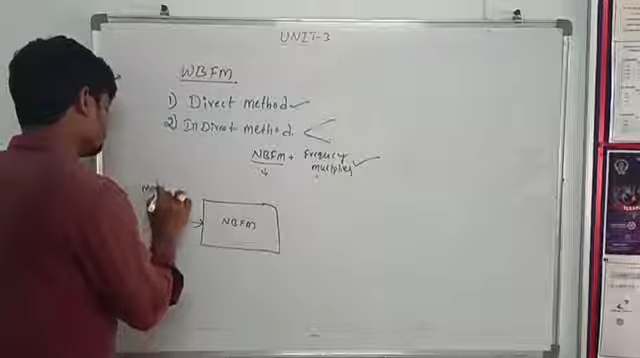 UNIT-3
WBFM
1) Direct method ✓
2) InDirect method
NBFM + Frequency
multiplier ✓
NBFM